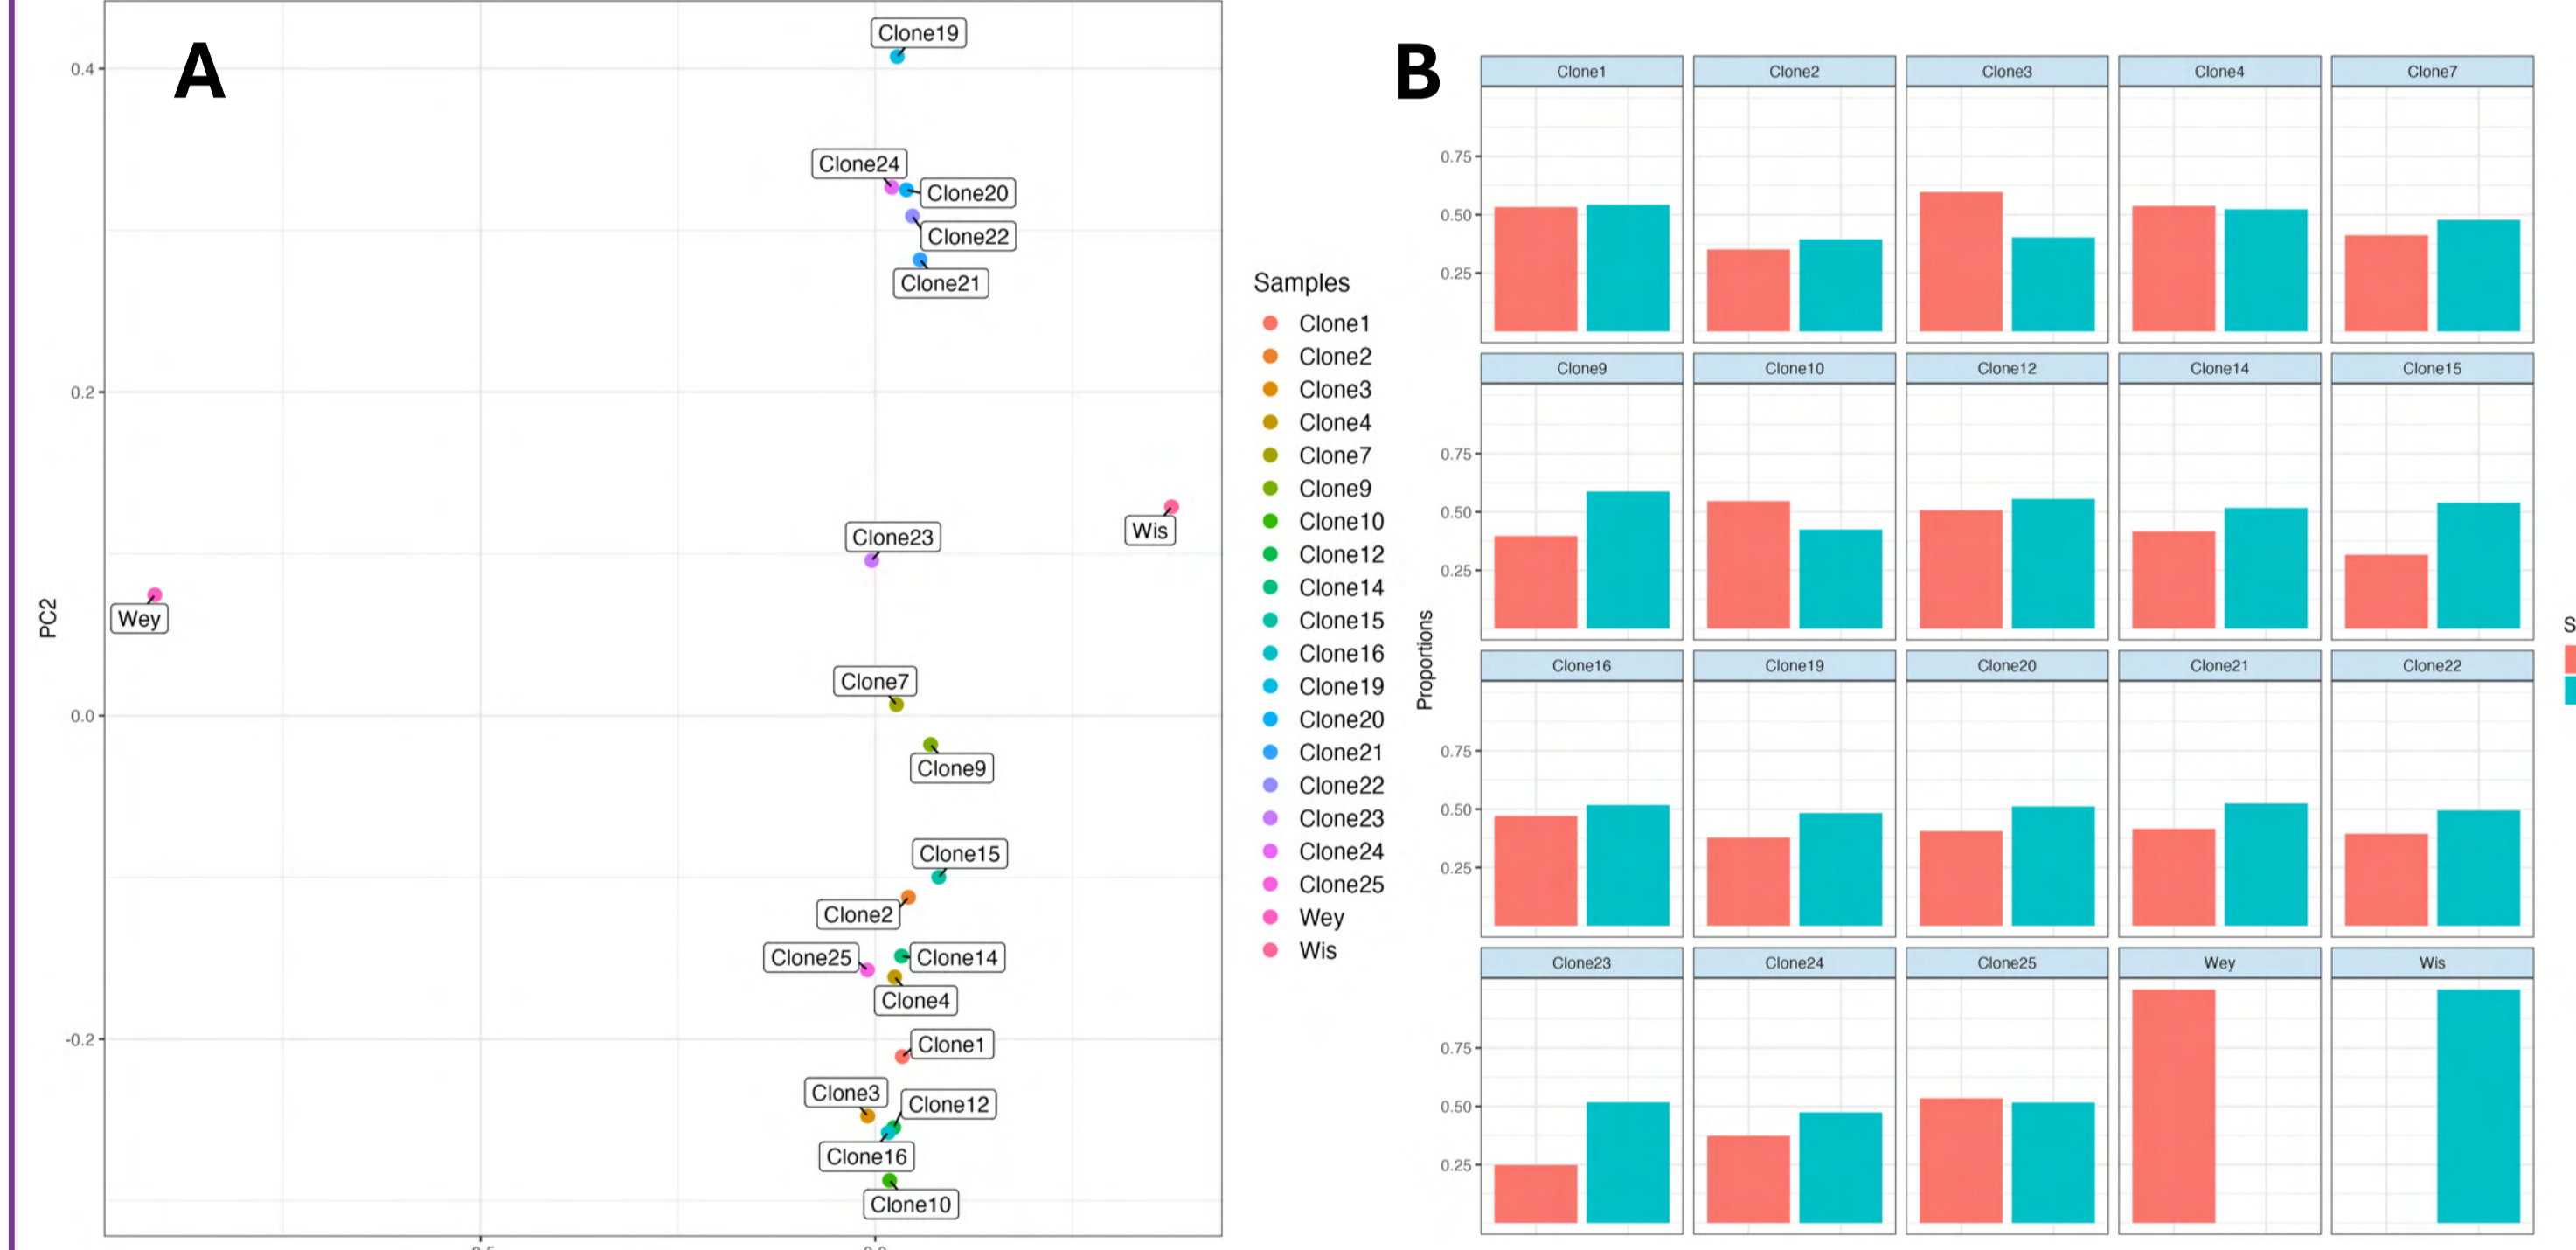 A
Clone19
0.4
Clone24
Clone20
Clone22
Clone21
0.2
Wis
Clone23
Wey
PC2
Clone7
0.0
Clone9
Clone15
Clone2
Clone25
Clone14
Clone4
-0.2
Clone1
Clone3
Clone12
Clone16
Clone10
Samples
Clone1
Clone2
Clone3
Clone4
Clone7
Clone9
Clone10
Clone12
Clone14
Clone15
Clone16
Clone19
Clone20
Clone21
Clone22
Clone23
Clone24
Clone25
Wey
Wis
B
Proportions
Clone1 Clone2 Clone3 Clone4 Clone7
0.75
0.50
0.25
Clone9 Clone10 Clone12 Clone14 Clone15
0.75
0.50
0.25
Clone16 Clone19 Clone20 Clone21 Clone22
0.75
0.50
0.25
Clone23 Clone24 Clone25 Wey Wis
0.75
0.50
0.25